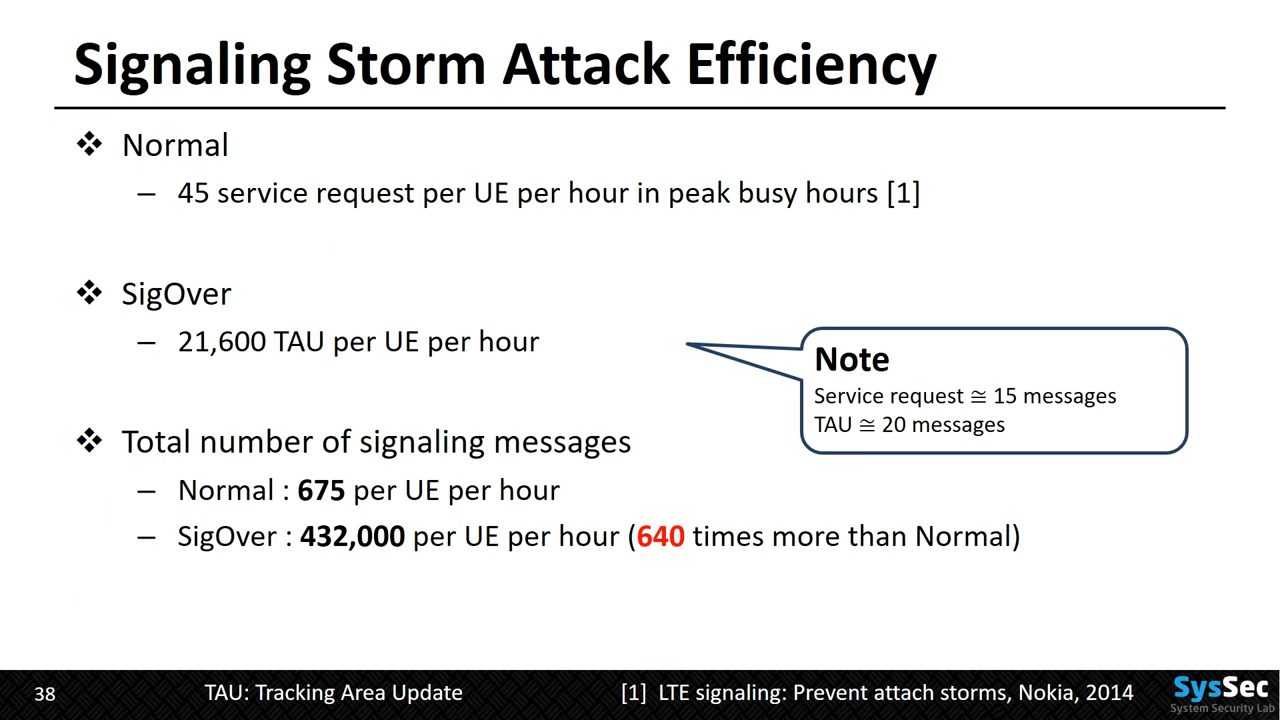 Signaling Storm Attack Efficiency
❖ Normal
– 45 service request per UE per hour in peak busy hours [1]
❖ SigOver
– 21,600 TAU per UE per hour
Note
Service request ≅ 15 messages
TAU ≅ 20 messages
❖ Total number of signaling messages
– Normal : 675 per UE per hour
– SigOver : 432,000 per UE per hour (640 times more than Normal)
38
TAU: Tracking Area Update
[1] LTE signaling: Prevent attach storms, Nokia, 2014
SysSec
System Security Lab